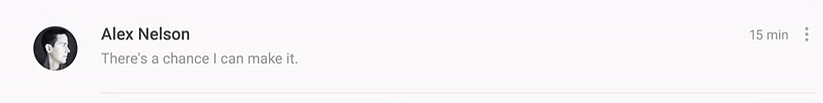 Alex Nelson
15 min
There's a chance I can make it.